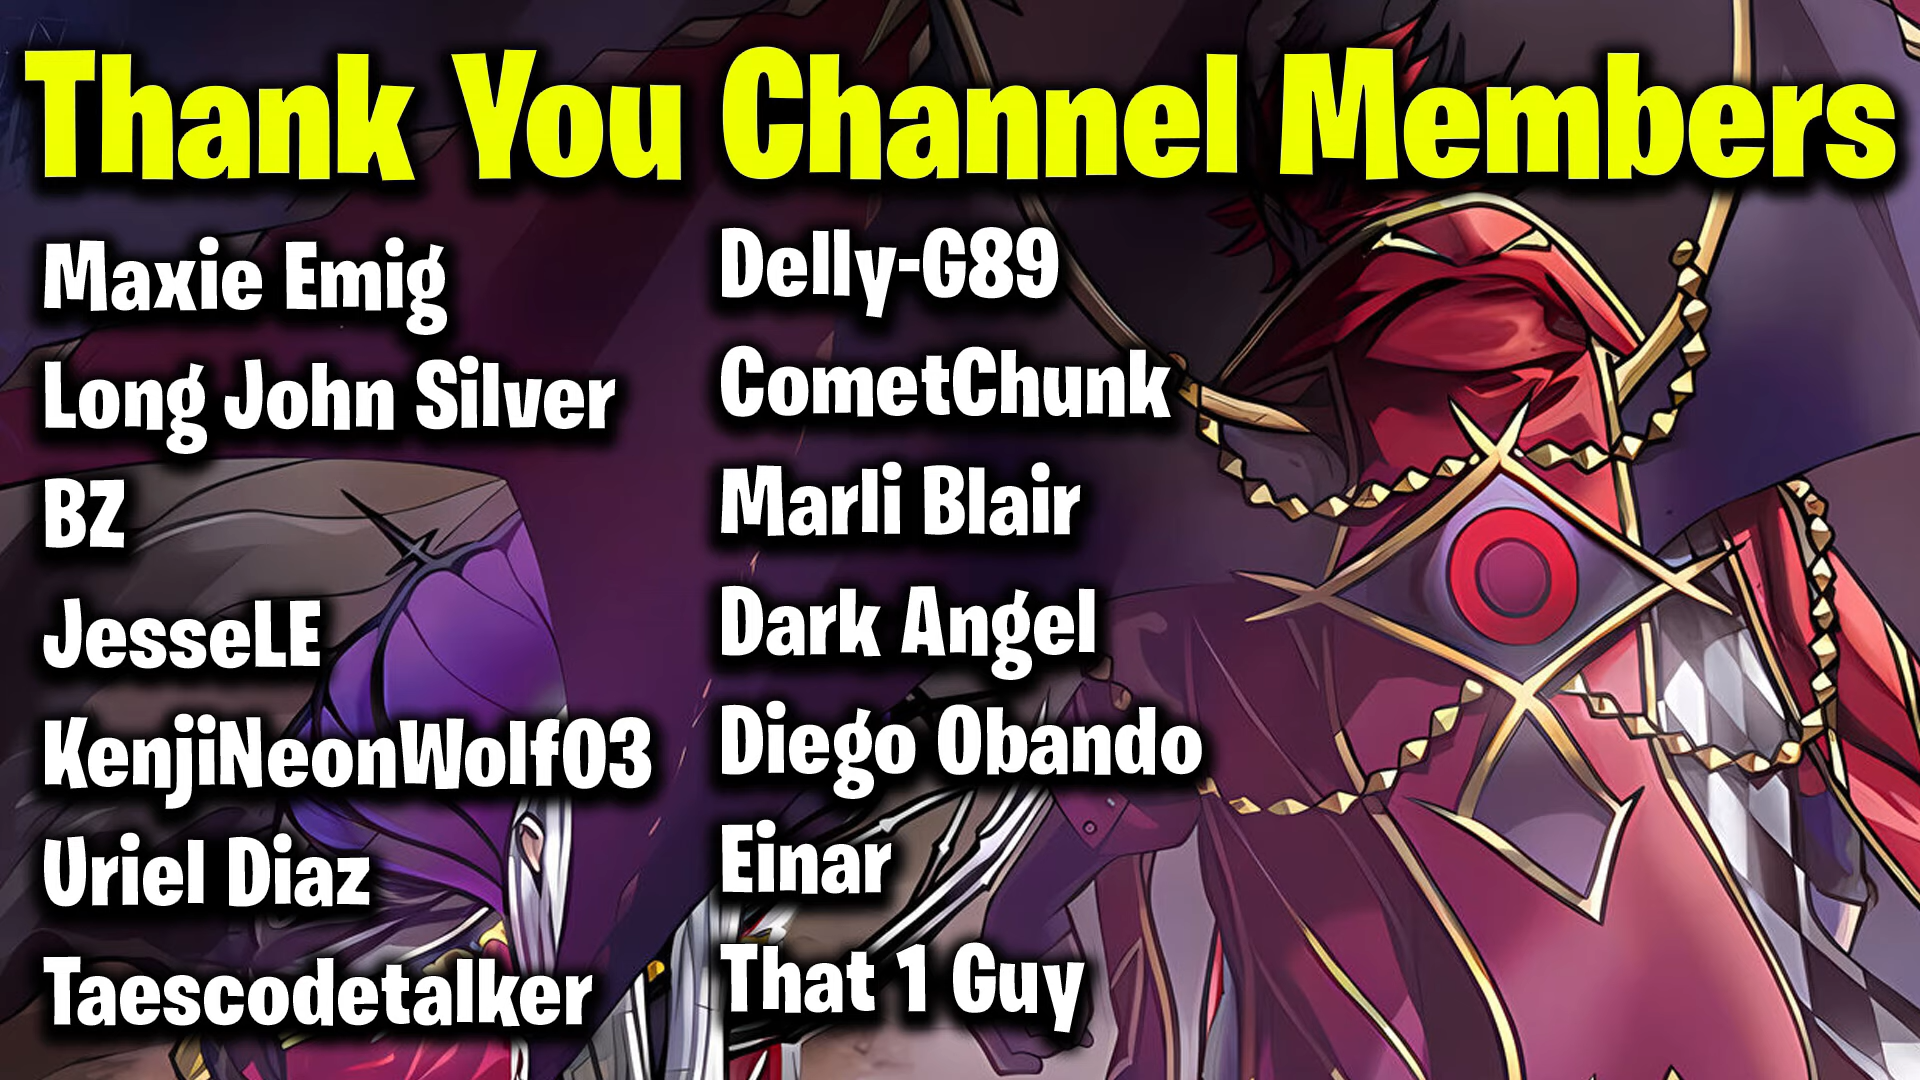 Thank You Channel Members
Maxie Emig
Long John Silver
BZ
JesseLE
KenjiNeonWolf03
Uriel Diaz
Taescodetalker
Delly-G89
CometChunk
Marli Blair
Dark Angel
Diego Obando
Einar
That 1 Guy